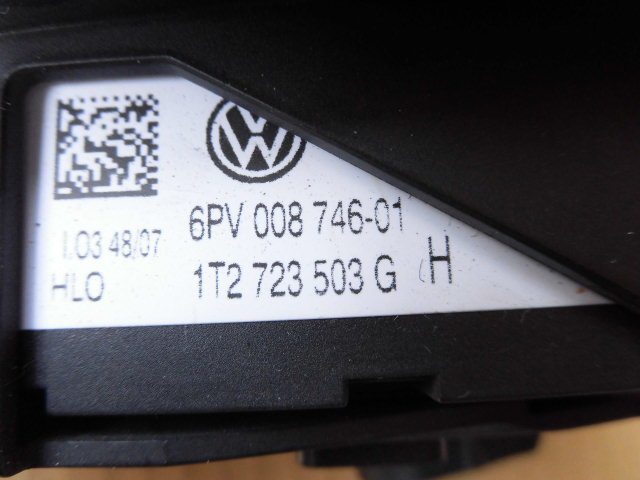 6PV 008 746-01
I.03 48/07
1T2 723 503 G H
HLO